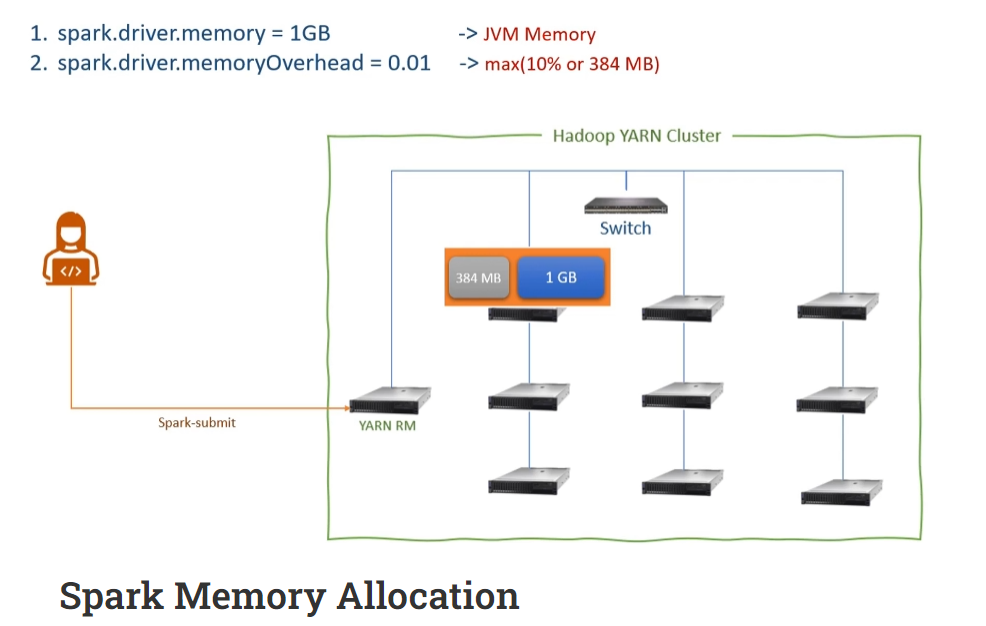 1. spark.driver.memory = 1GB -> JVM Memory
2. spark.driver.memoryOverhead = 0.01 -> max(10% or 384 MB)
Hadoop YARN Cluster
Switch
</>
384 MB
1 GB
Spark-submit
YARN RM
Spark Memory Allocation